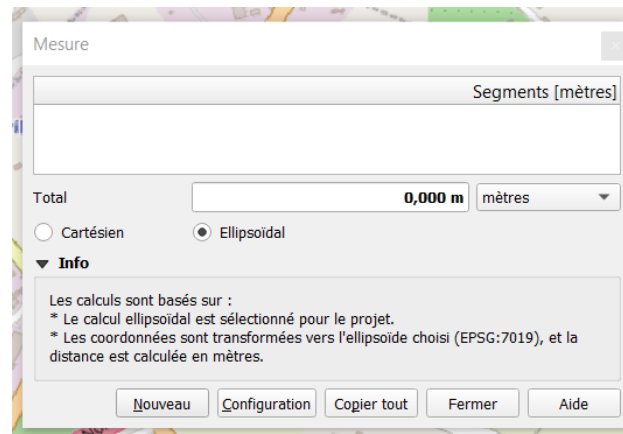 Mesure
Segments [mètres]
Total
0,000 m
mètres
Cartésien
Ellipsoïdal
Info
Les calculs sont basés sur :
* Le calcul ellipsoïdal est sélectionné pour le projet.
* Les coordonnées sont transformées vers l'ellipsoïde choisi (EPSG:7019), et la
distance est calculée en mètres.
Nouveau
Configuration
Copier tout
Fermer
Aide